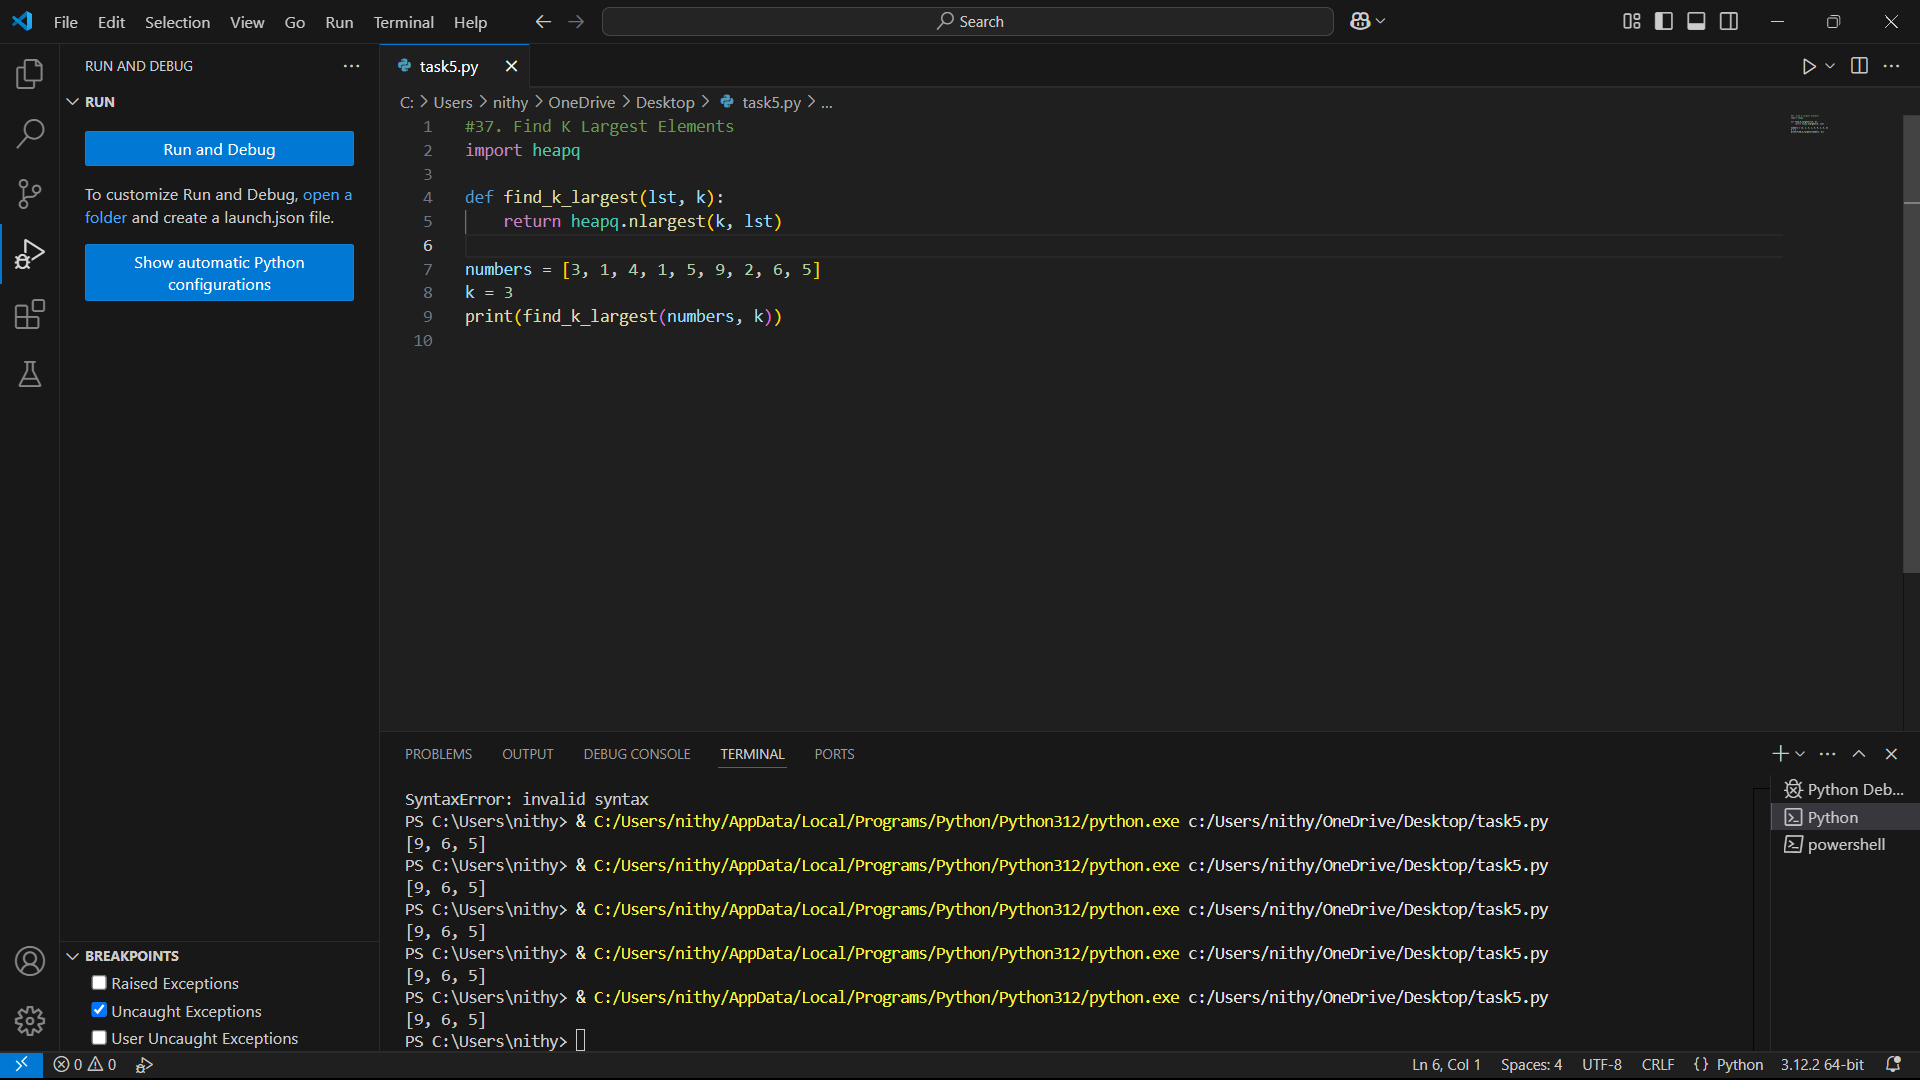 File Edit Selection View Go Run Terminal Help
Search
RUN AND DEBUG
RUN
Run and Debug
To customize Run and Debug, open a
folder and create a launch.json file.
Show automatic Python
configurations
task5.py
C: > Users > nithy > OneDrive > Desktop > task5.py > ...
1 #37. Find K Largest Elements
2 import heapq
3
4 def find_k_largest(lst, k):
5     return heapq.nlargest(k, lst)
6
7 numbers = [3, 1, 4, 1, 5, 9, 2, 6, 5]
8 k = 3
9 print(find_k_largest(numbers, k))
10
PROBLEMS OUTPUT DEBUG CONSOLE TERMINAL PORTS
SyntaxError: invalid syntax
PS C:\Users\nithy> & C:/Users/nithy/AppData/Local/Programs/Python/Python312/python.exe c:/Users/nithy/OneDrive/Desktop/task5.py
[9, 6, 5]
PS C:\Users\nithy> & C:/Users/nithy/AppData/Local/Programs/Python/Python312/python.exe c:/Users/nithy/OneDrive/Desktop/task5.py
[9, 6, 5]
PS C:\Users\nithy> & C:/Users/nithy/AppData/Local/Programs/Python/Python312/python.exe c:/Users/nithy/OneDrive/Desktop/task5.py
[9, 6, 5]
PS C:\Users\nithy> & C:/Users/nithy/AppData/Local/Programs/Python/Python312/python.exe c:/Users/nithy/OneDrive/Desktop/task5.py
[9, 6, 5]
PS C:\Users\nithy> & C:/Users/nithy/AppData/Local/Programs/Python/Python312/python.exe c:/Users/nithy/OneDrive/Desktop/task5.py
[9, 6, 5]
PS C:\Users\nithy>
Python Deb...
Python
powershell
BREAKPOINTS
Raised Exceptions
Uncaught Exceptions
User Uncaught Exceptions
0 0
Ln 6, Col 1 Spaces: 4 UTF-8 CRLF {} Python 3.12.2 64-bit